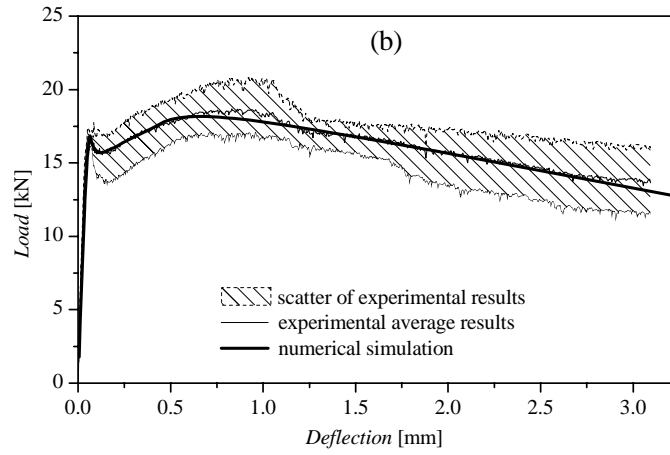 25
(b)
20
15
10
5
0
Load [kN]
scatter of experimental results
experimental average results
numerical simulation
0.0 0.5 1.0 1.5 2.0 2.5 3.0
Deflection [mm]